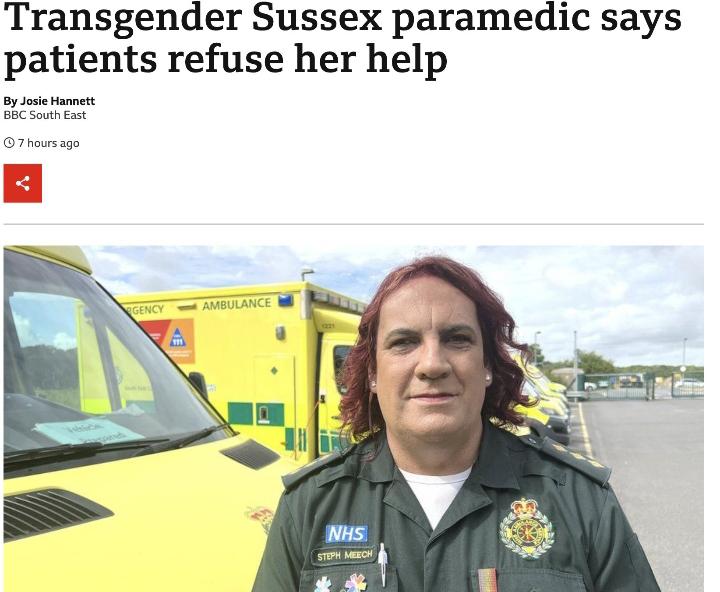 Transgender Sussex paramedic says
patients refuse her help
By Josie Hannett
BBC South East
7 hours ago
AMBULANCE
111
NHS
STEPH MEECH